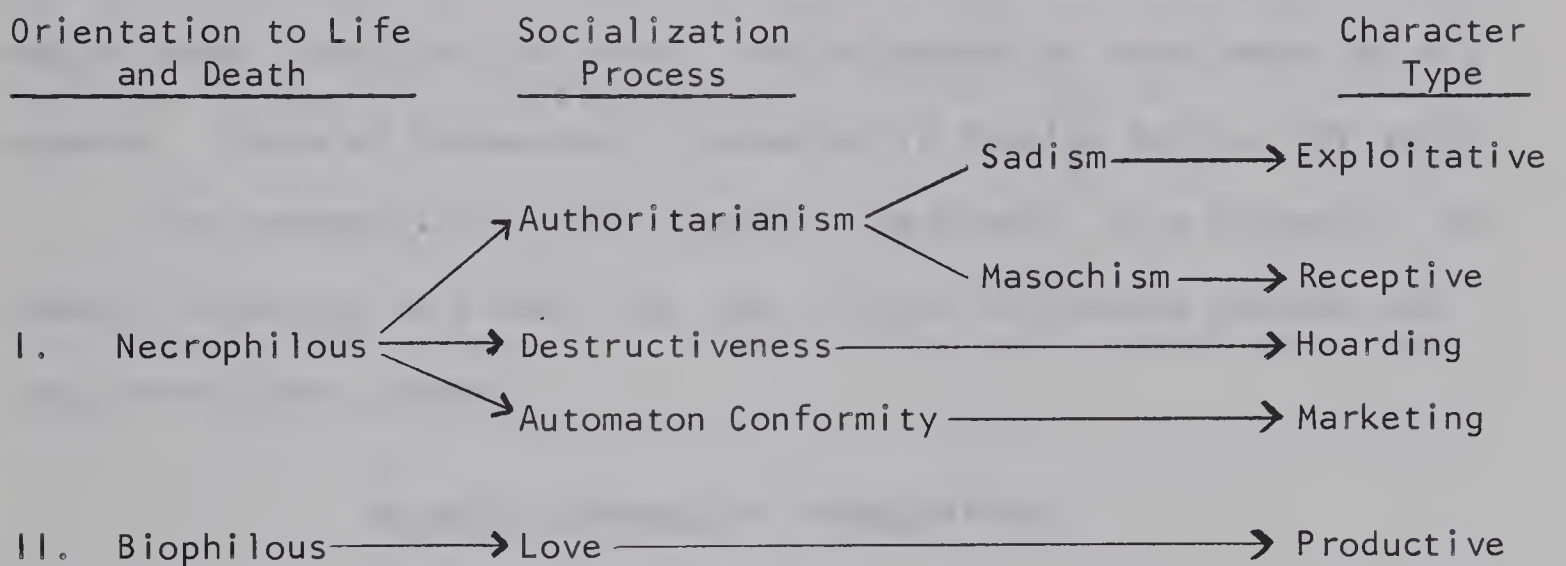 Orientation to Life Socialization Character
and Death Process Type
Sadism Exploitative
Authoritarianism
Masochism Receptive
I. Necrophilous Destructiveness Hoarding
Automaton Conformity Marketing
II. Biophilous Love Productive